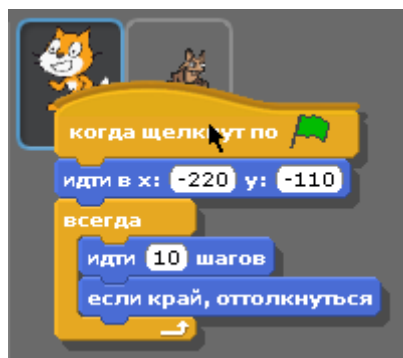 когда щелкнут по
идти в x: -220 y: -110
всегда
идти 10 шагов
если край, оттолкнуться